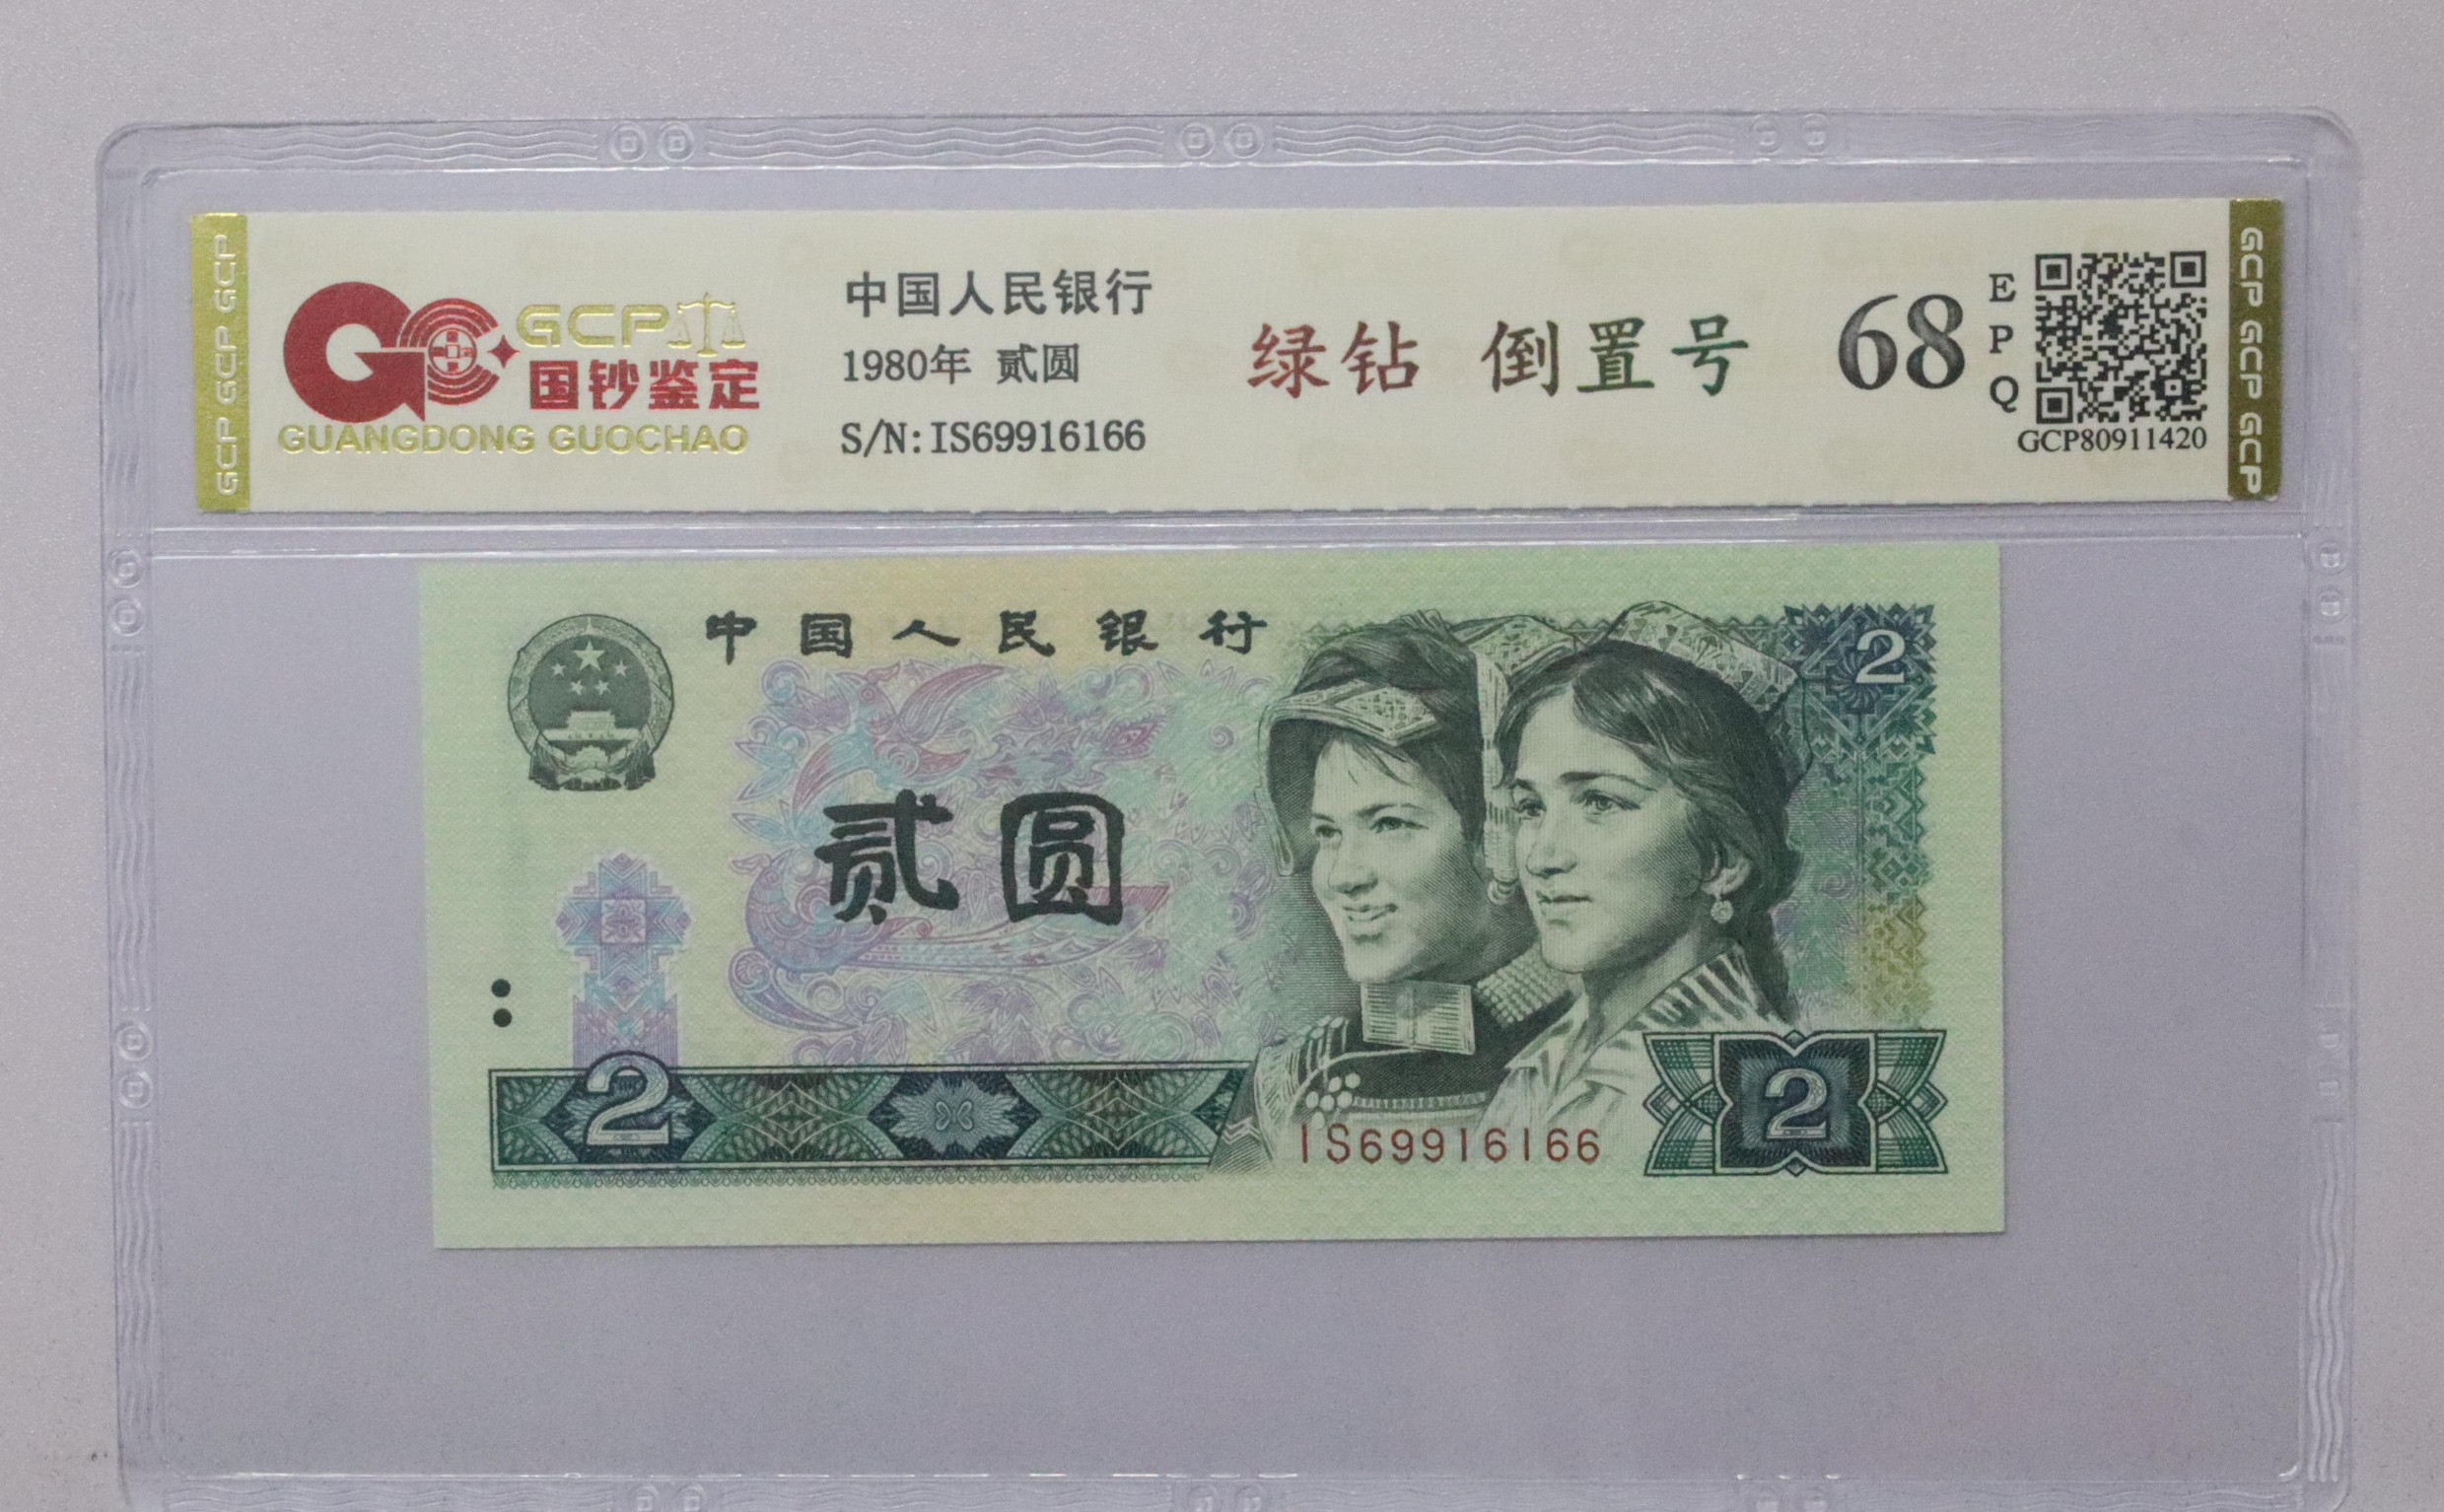 GCP GCP GCP
GCP
国钞鉴定
GUANGDONG GUOCHAO
中国人民银行
1980年 贰圆
S/N:IS69916166
绿钻 倒置号
68
EPQ
GCP80911420
GCP GCP GCP
中国人民银行
2
贰圆
2
IS69916166
2